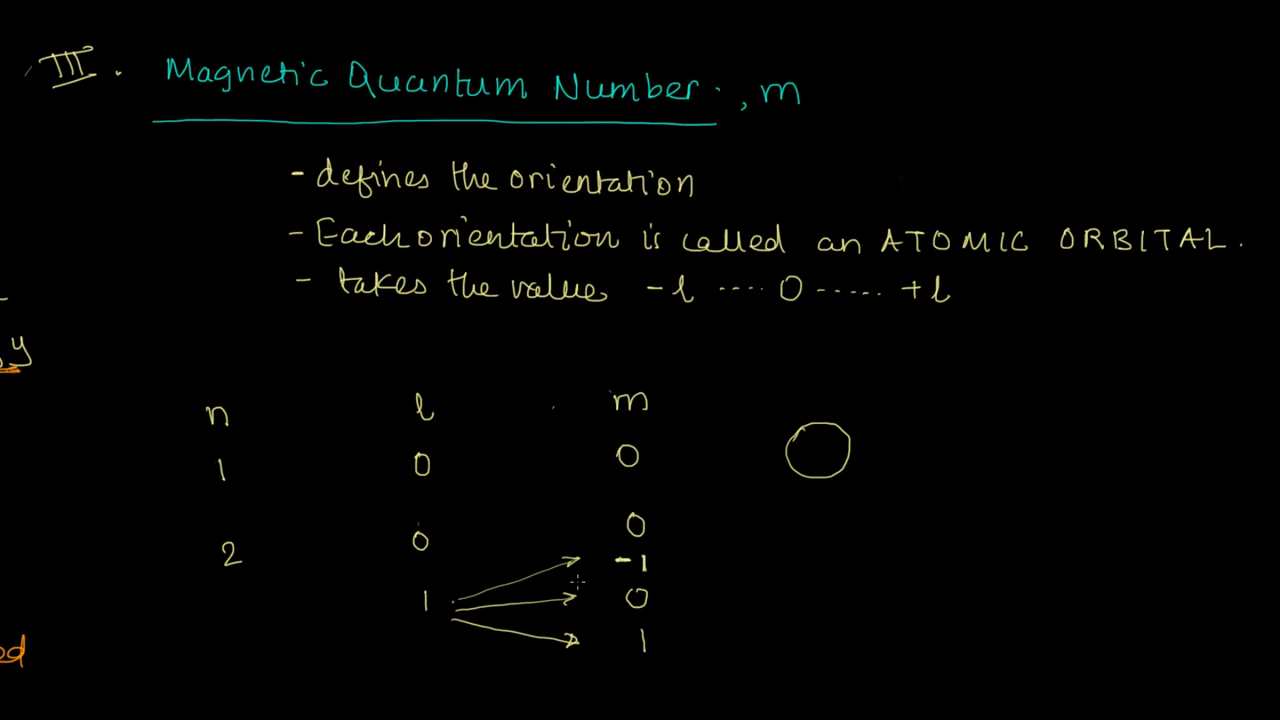 III. Magnetic Quantum Number. , m
- defines the orientation
- Each orientation is called an ATOMIC ORBITAL.
- takes the value -l ---- 0 ----- +l
y
n l m
1 0 0
2 0 0
-1
1 0
1
od